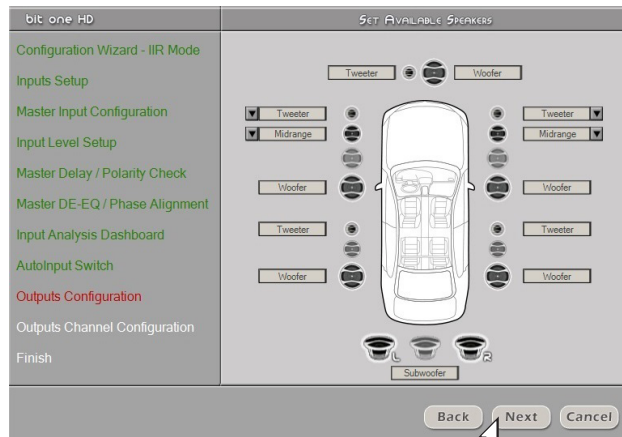 bit one HD
Set Available Speakers
Configuration Wizard - IIR Mode
Inputs Setup
Master Input Configuration
Input Level Setup
Master Delay / Polarity Check
Master DE-EQ / Phase Alignment
Input Analysis Dashboard
AutoInput Switch
Outputs Configuration
Outputs Channel Configuration
Finish
Tweeter Woofer
Tweeter Tweeter
Midrange Midrange
Woofer Woofer
Tweeter Tweeter
Woofer Woofer
L R
Subwoofer
Back Next Cancel